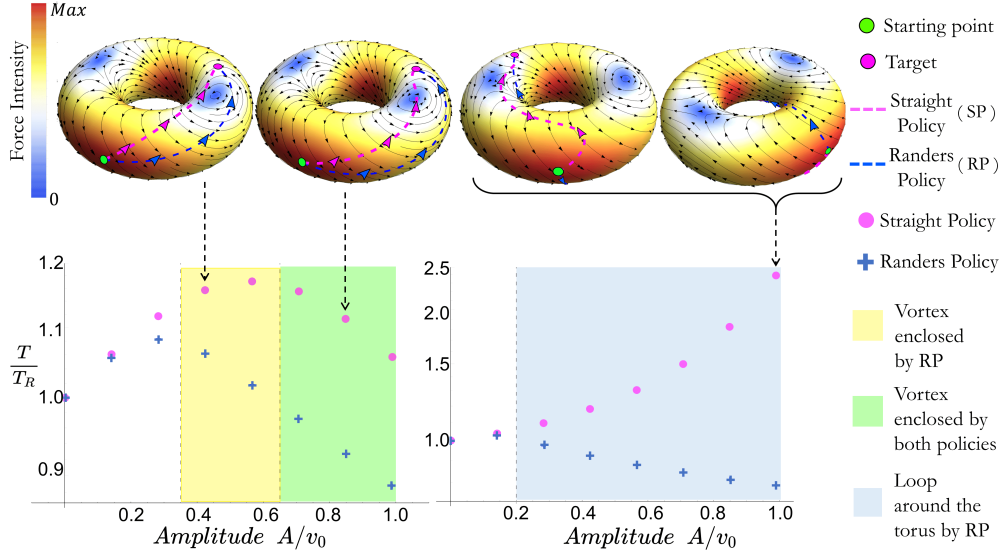 Max
Force Intensity
0
Starting point
Target
Straight
Policy
(SP)
Randers
Policy
(RP)
Straight Policy
Randers Policy
Vortex
enclosed
by RP
Vortex
enclosed by
both policies
Loop
around the
torus by RP
1.2
1.1
1.0
0.9
T
T_R
0.2 0.4 0.6 0.8 1.0
Amplitude A/v₀
2.5
2.0
1.5
1.0
0.2 0.4 0.6 0.8 1.0
Amplitude A/v₀